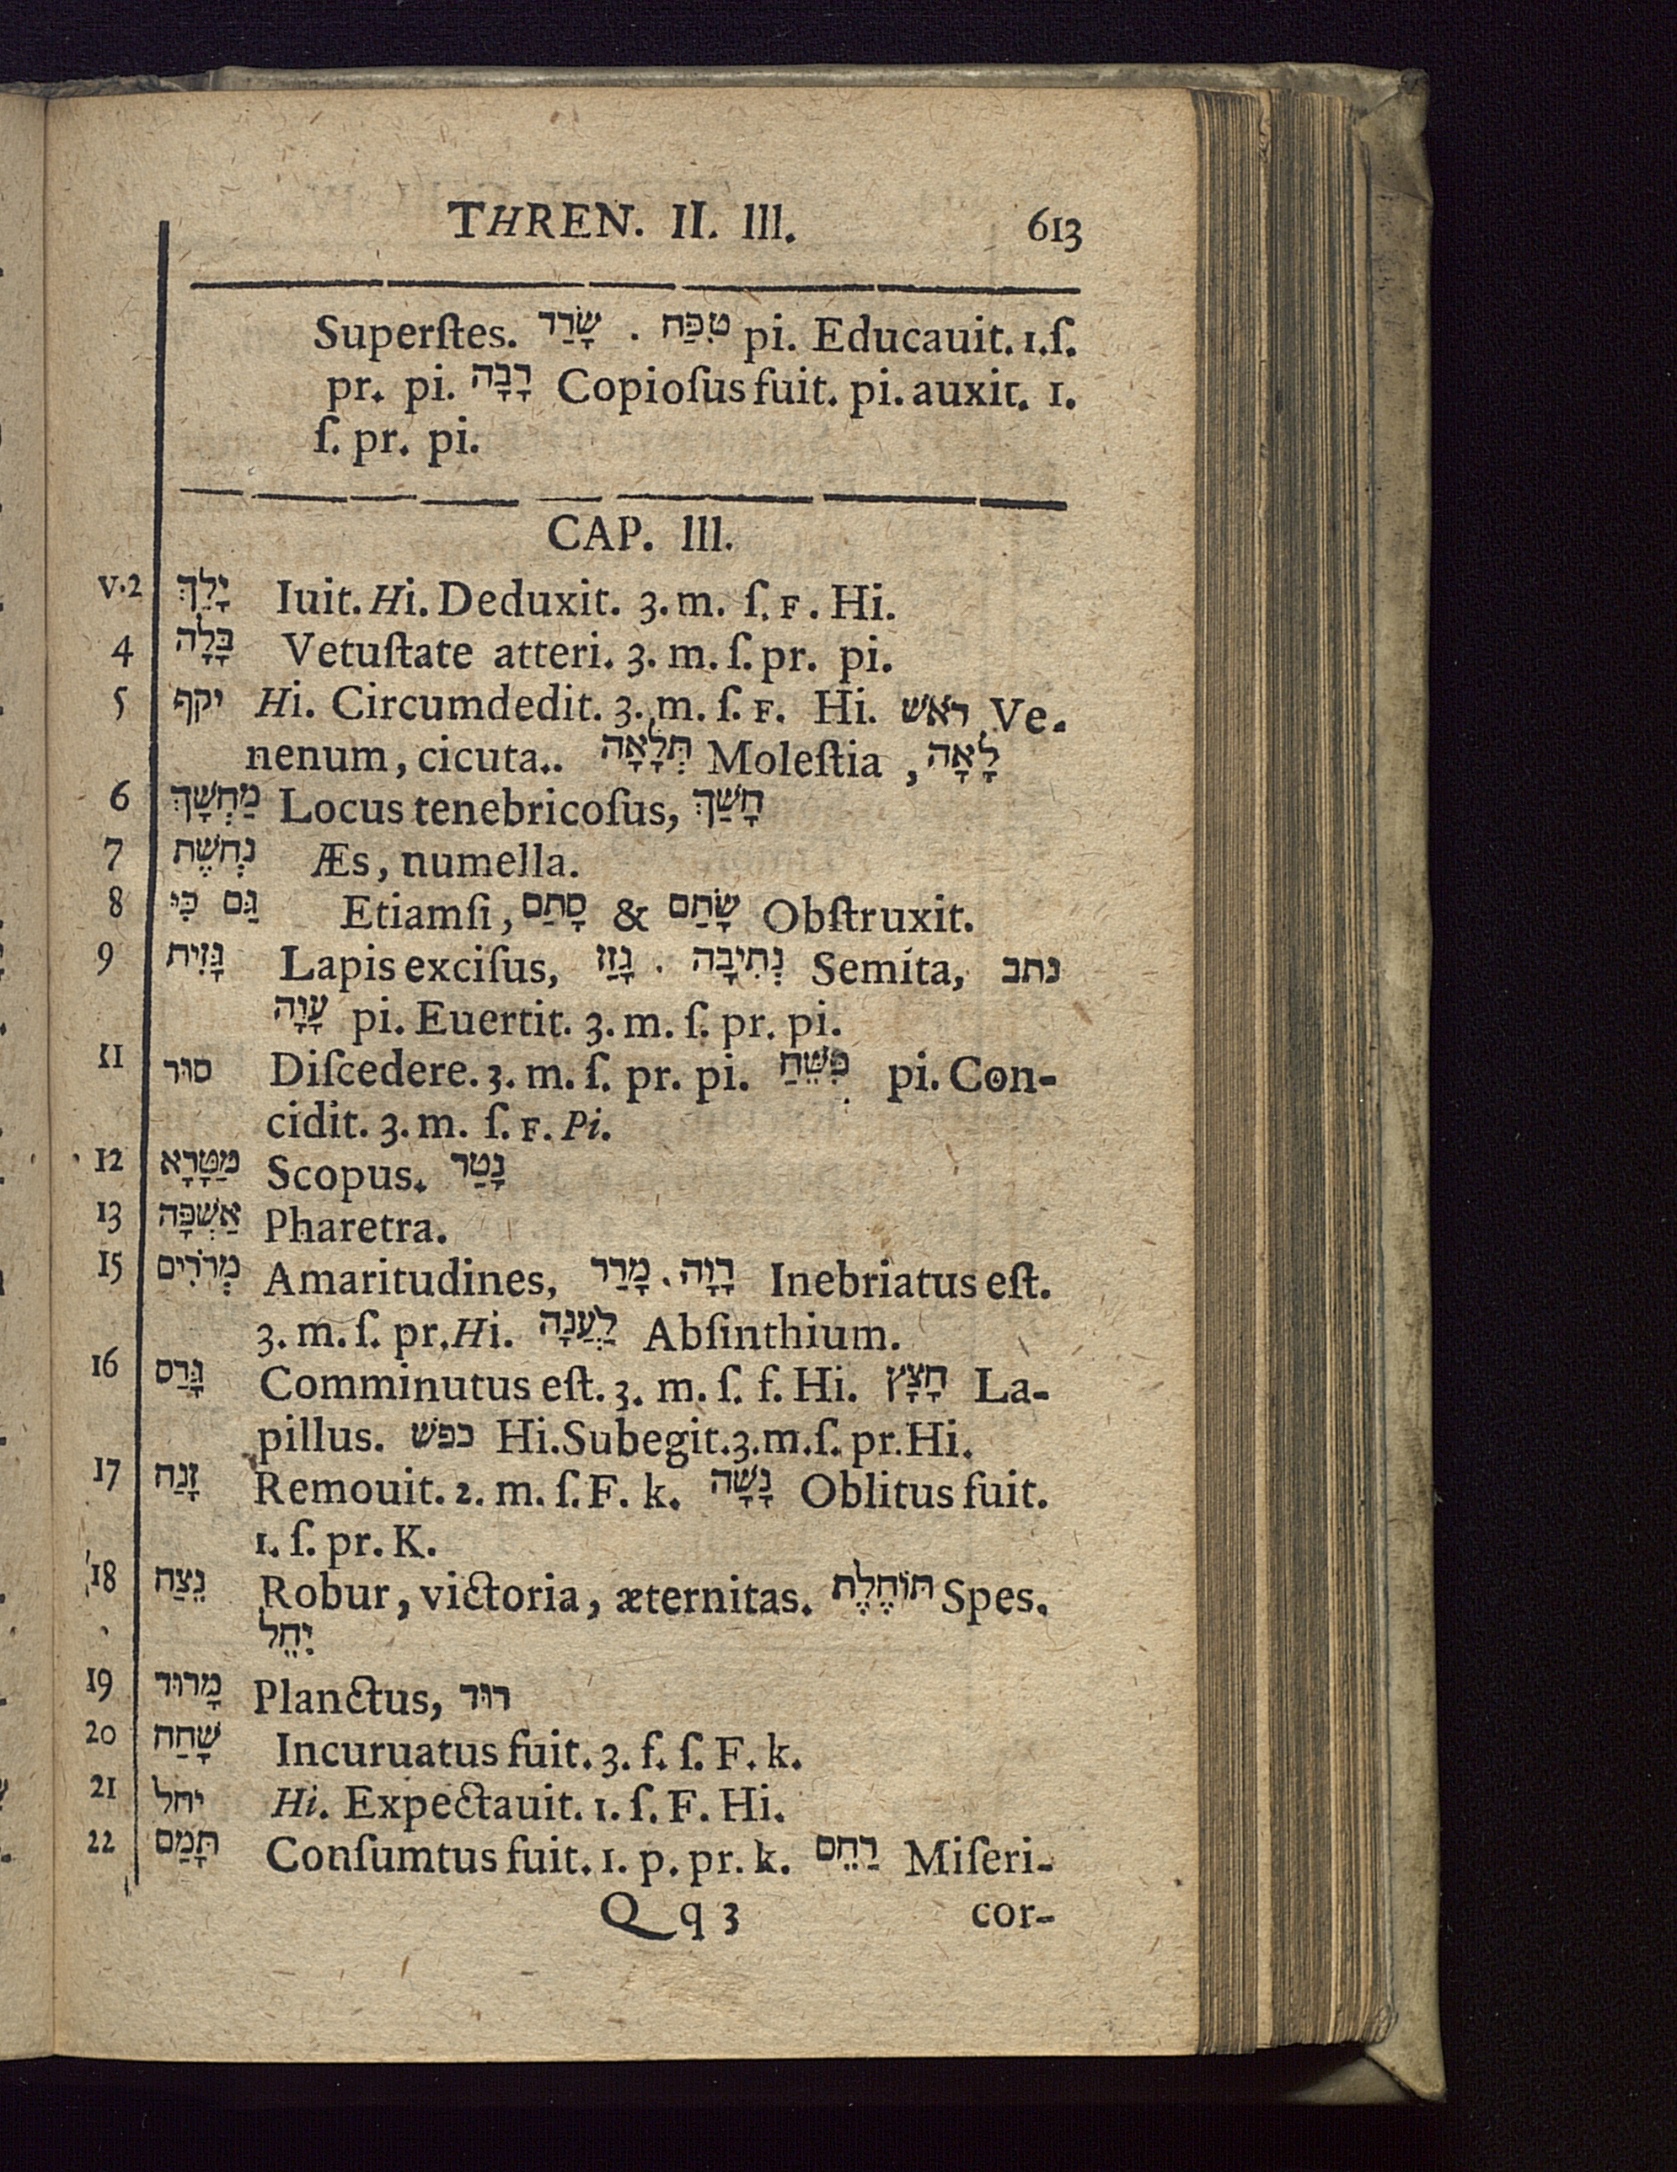 THREN. II. III. 613
Superſtes. שָׂרַד . טִפַּח pi. Educauit. 1.ſ.
pr. pi. רָבָה Copioſus fuit. pi. auxit. 1.
ſ. pr. pi.
CAP. III.
V.2 יָלַךְ Iuit. Hi. Deduxit. 3. m. ſ. F. Hi.
4 בָּלָה Vetuſtate atteri. 3. m. ſ. pr. pi.
5 יקף Hi. Circumdedit. 3. m. ſ. F. Hi. ראֹשׁ Ve-
nenum, cicuta.. תְּלָאָה Moleſtia , לָאָה
6 מַחְשָׁךְ Locus tenebricoſus, חָשַׁךְ
7 נְחֹשֶׁת Æs, numella.
8 גַּם כִּי Etiamſi, סָתַם & שָׂתַם Obſtruxit.
9 גָּזִית Lapis exciſus, גָזַז . נְתִיבָה Semita, נתב
עָוָה pi. Euertit. 3. m. ſ. pr. pi.
11 סוּר Diſcedere. 3. m. ſ. pr. pi. פִּשֵּׁחַ pi. Con-
cidit. 3. m. ſ. F. Pi.
12 מַטָּרָא Scopus. נָטַר
13 אַשְׁפָּה Pharetra.
15 מְרֹרִים Amaritudines, מָרַר . רָוָה Inebriatus eſt.
3. m. ſ. pr. Hi. לַעֲנָה Abſinthium.
16 גָּרַס Comminutus eſt. 3. m. ſ. f. Hi. חָצָץ La-
pillus. כפשׁ Hi. Subegit. 3. m. ſ. pr. Hi.
17 זָנַח Remouit. 2. m. ſ. F. k. נָשָׁה Oblitus fuit.
1. ſ. pr. K.
18 נֵצַח Robur, victoria, æternitas. תּוֹחֶלֶת Spes.
יִחֵל
19 מָרוּד Planctus, רוּד
20 שָׁחַח Incuruatus fuit. 3. f. ſ. F. k.
21 יחל Hi. Expectauit. 1. ſ. F. Hi.
22 תָּמַם Conſumtus fuit. 1. p. pr. k. רַחֵם Miſeri-
Qq 3 cor-